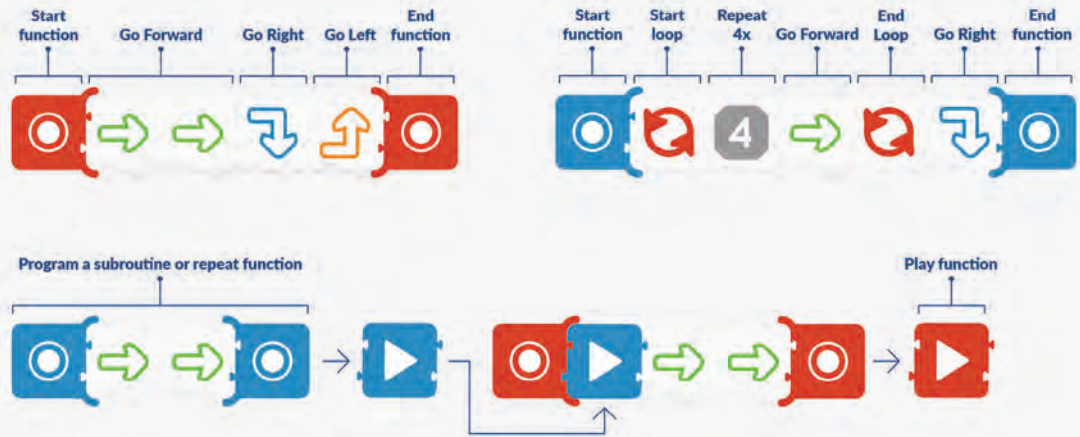 Start function
Go Forward
Go Right
Go Left
End function
Start function
Start loop
Repeat 4x
Go Forward
End Loop
Go Right
End function
4
Program a subroutine or repeat function
Play function